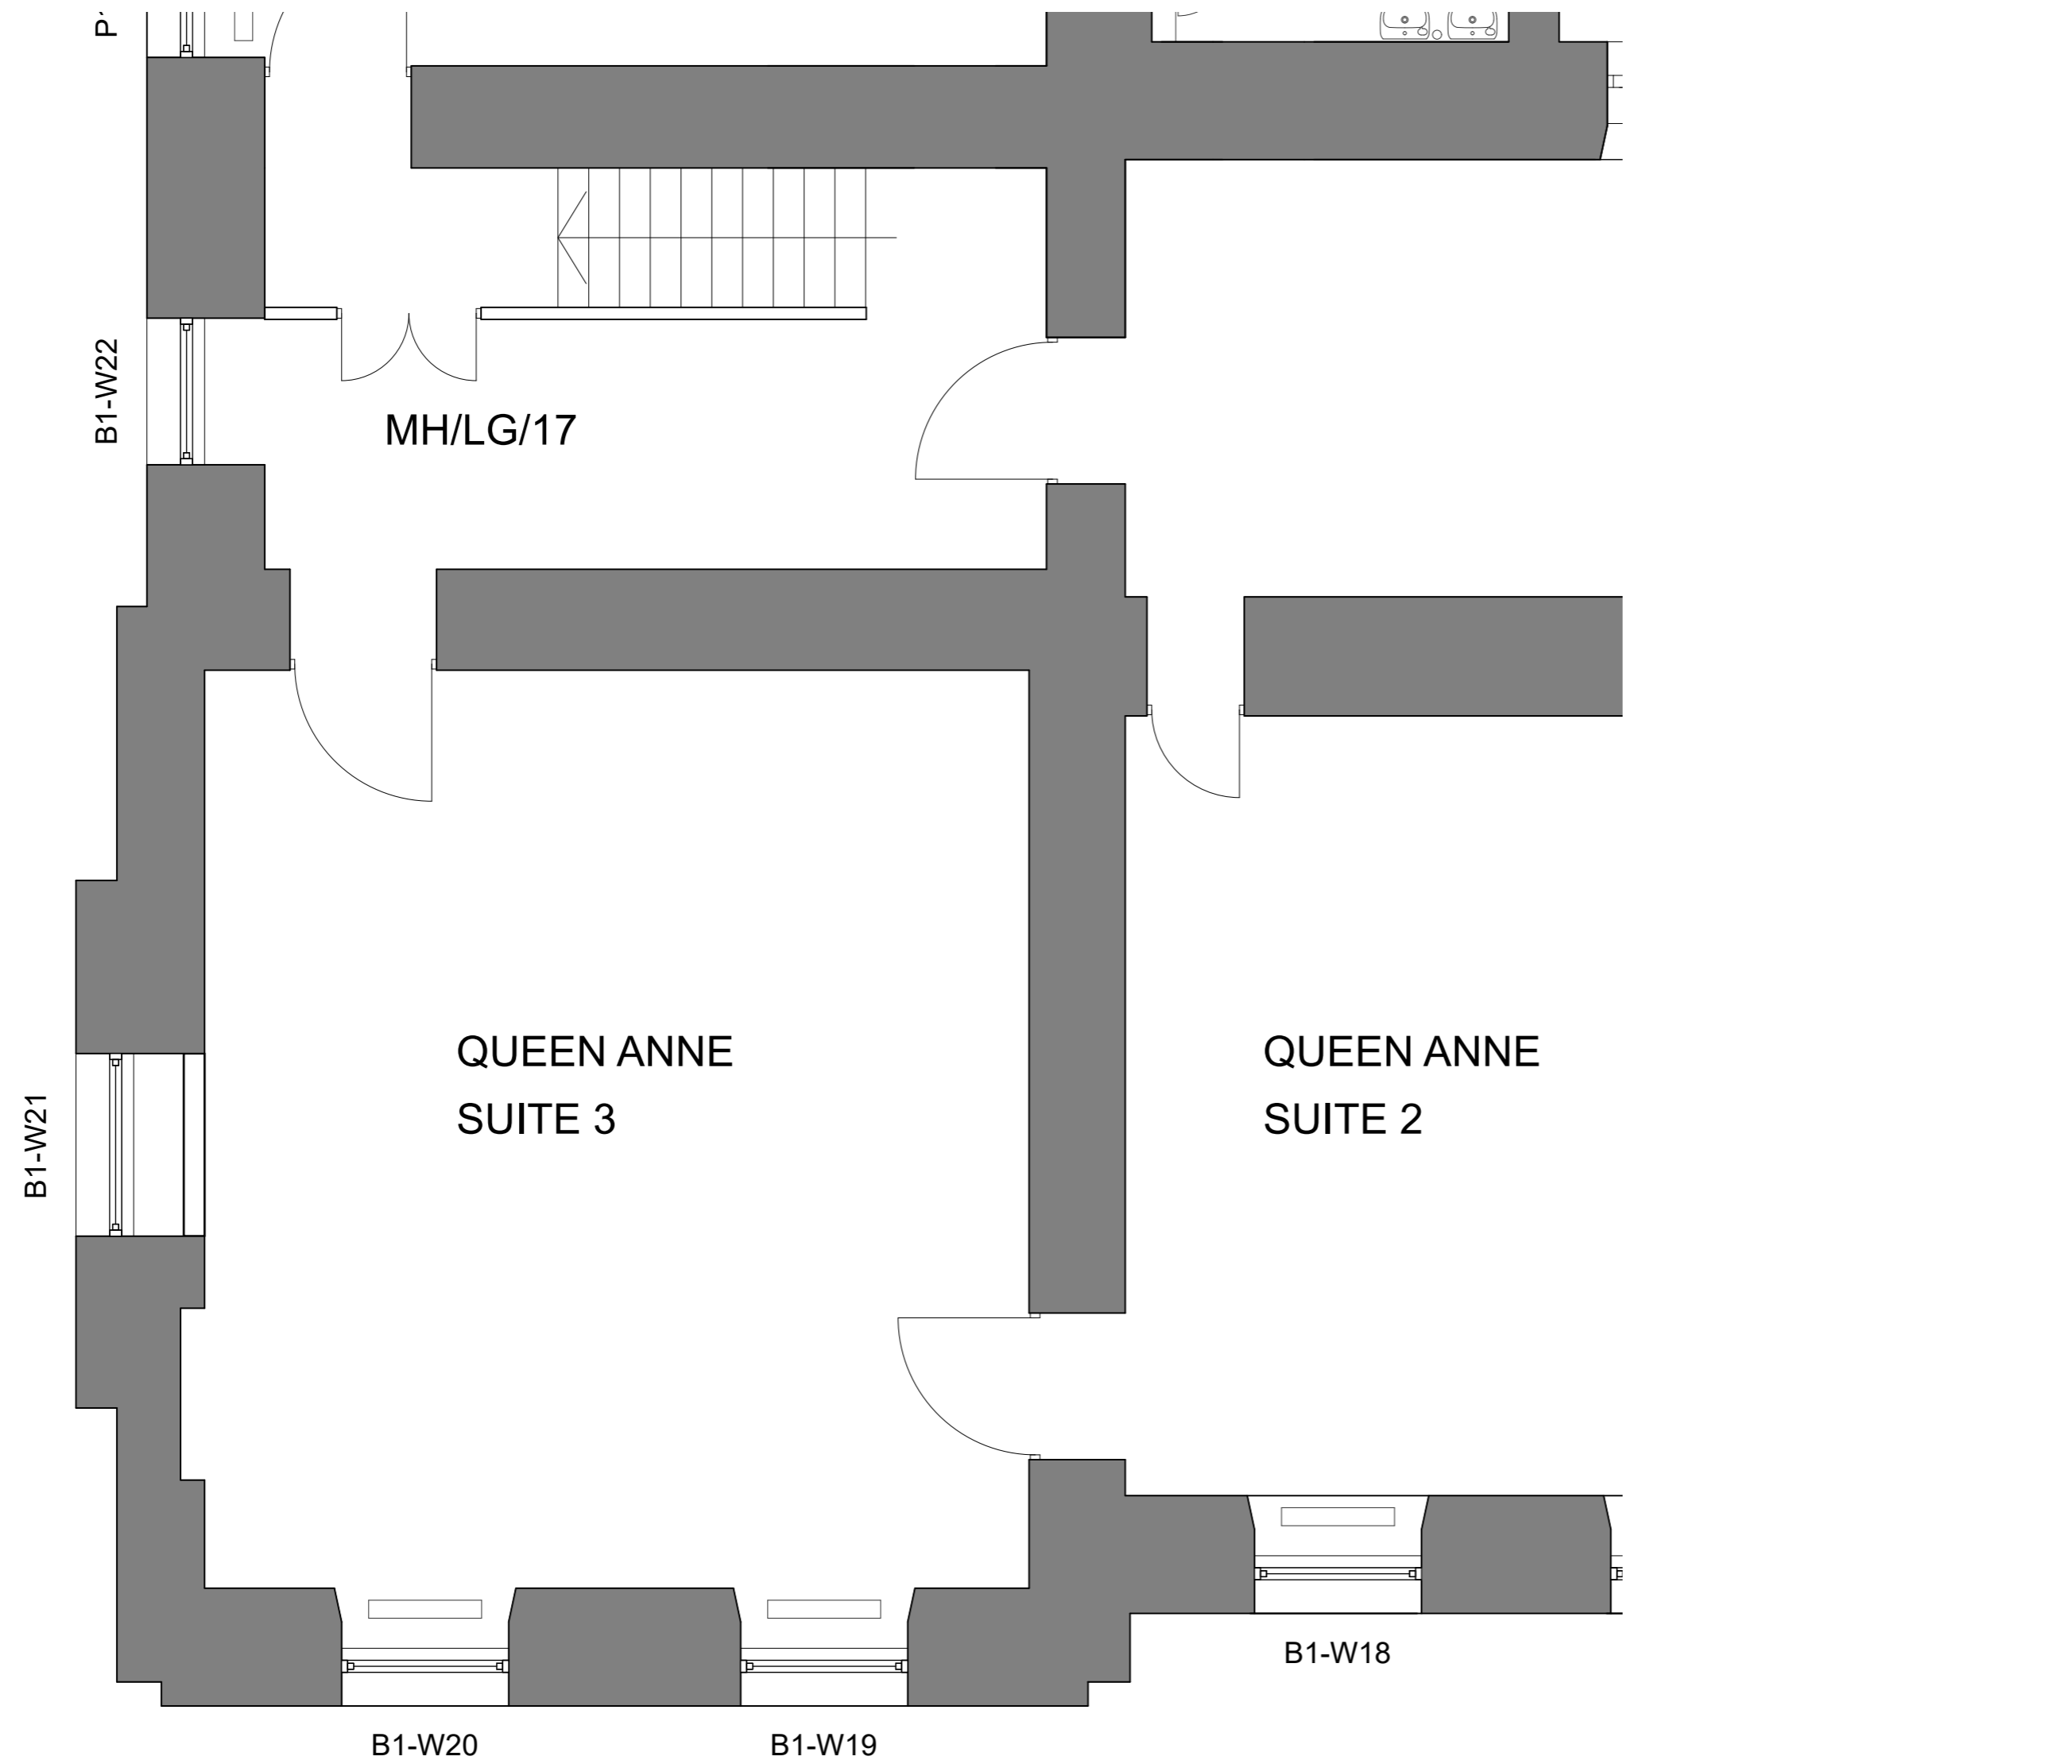 B1-W22
MH/LG/17
QUEEN ANNE
SUITE 3
QUEEN ANNE
SUITE 2
B1-W21
B1-W18
B1-W20
B1-W19